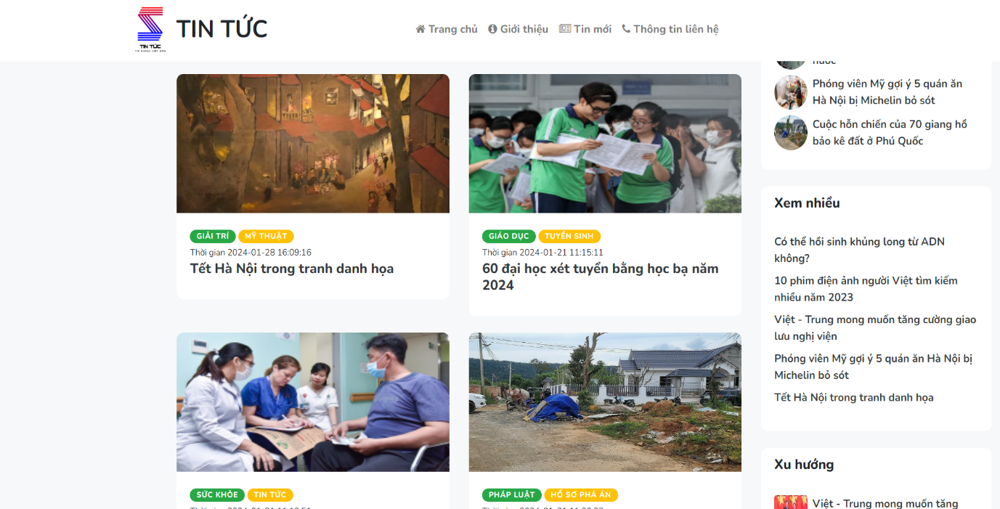 TIN TỨC
TIN TỨC
Trang chủ
Giới thiệu
Tin mới
Thông tin liên hệ
GIẢI TRÍ MỸ THUẬT
Thời gian 2024-01-28 16:09:16
Tết Hà Nội trong tranh danh họa
GIÁO DỤC TUYỂN SINH
Thời gian 2024-01-21 11:15:11
60 đại học xét tuyển bằng học bạ năm
2024
SỨC KHỎE TIN TỨC
PHÁP LUẬT HỒ SƠ PHÁ ÁN
Phóng viên Mỹ gợi ý 5 quán ăn
Hà Nội bị Michelin bỏ sót
Cuộc hỗn chiến của 70 giang hồ
bảo kê đất ở Phú Quốc
Xem nhiều
Có thể hồi sinh khủng long từ ADN
không?
10 phim điện ảnh người Việt tìm kiếm
nhiều năm 2023
Việt - Trung mong muốn tăng cường giao
lưu nghị viện
Phóng viên Mỹ gợi ý 5 quán ăn Hà Nội bị
Michelin bỏ sót
Tết Hà Nội trong tranh danh họa
Xu hướng
Việt - Trung mong muốn tăng